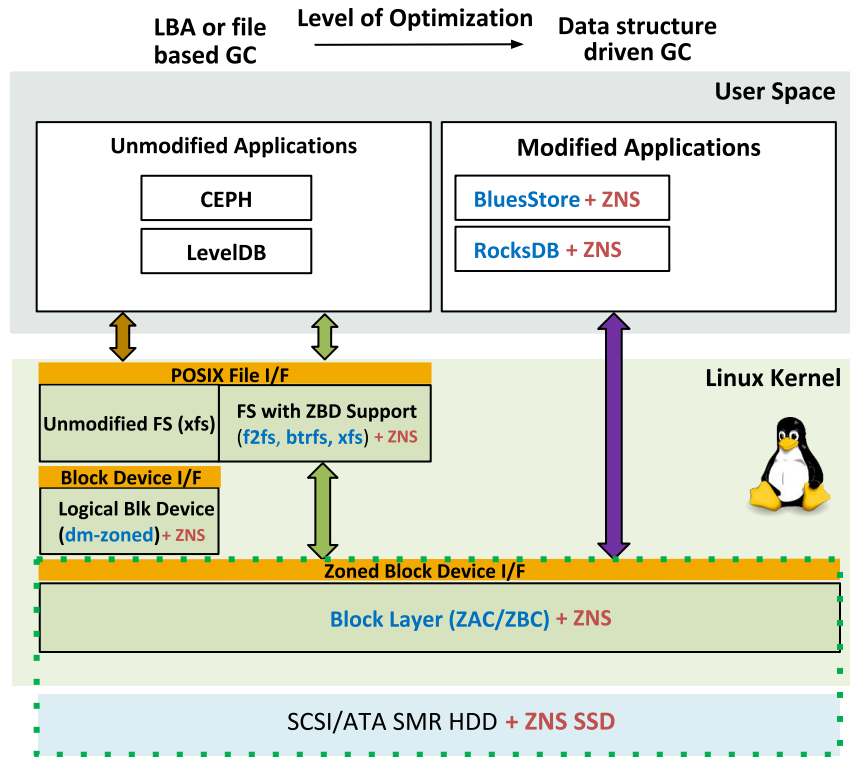 LBA or file
based GC
Level of Optimization
Data structure
driven GC
User Space
Unmodified Applications
CEPH
LevelDB
Modified Applications
BluesStore + ZNS
RocksDB + ZNS
Linux Kernel
POSIX File I/F
Unmodified FS (xfs)
FS with ZBD Support
(f2fs, btrfs, xfs) + ZNS
Block Device I/F
Logical Blk Device
(dm-zoned) + ZNS
Zoned Block Device I/F
Block Layer (ZAC/ZBC) + ZNS
SCSI/ATA SMR HDD + ZNS SSD